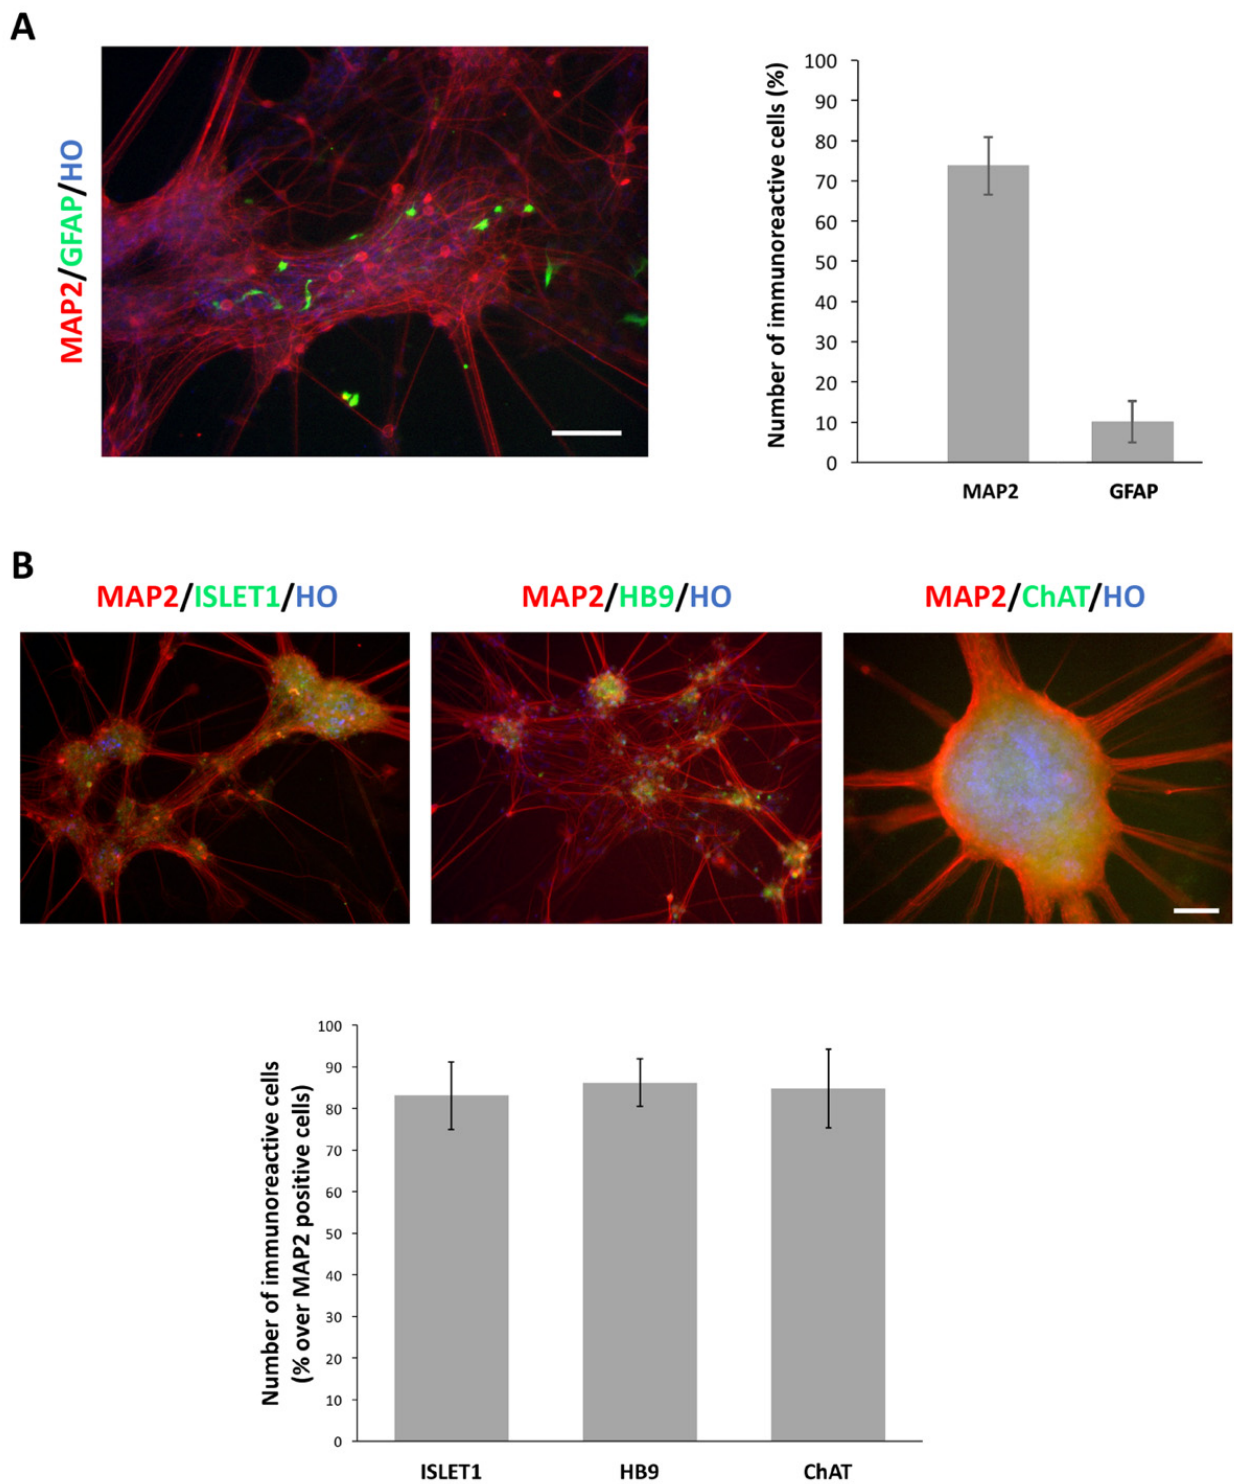 A
MAP2/GFAP/HO
Number of immunoreactive cells (%)
100
90
80
70
60
50
40
30
20
10
0
MAP2 GFAP
B
MAP2/ISLET1/HO MAP2/HB9/HO MAP2/ChAT/HO
Number of immunoreactive cells
(% over MAP2 positive cells)
100
90
80
70
60
50
40
30
20
10
0
ISLET1 HB9 ChAT